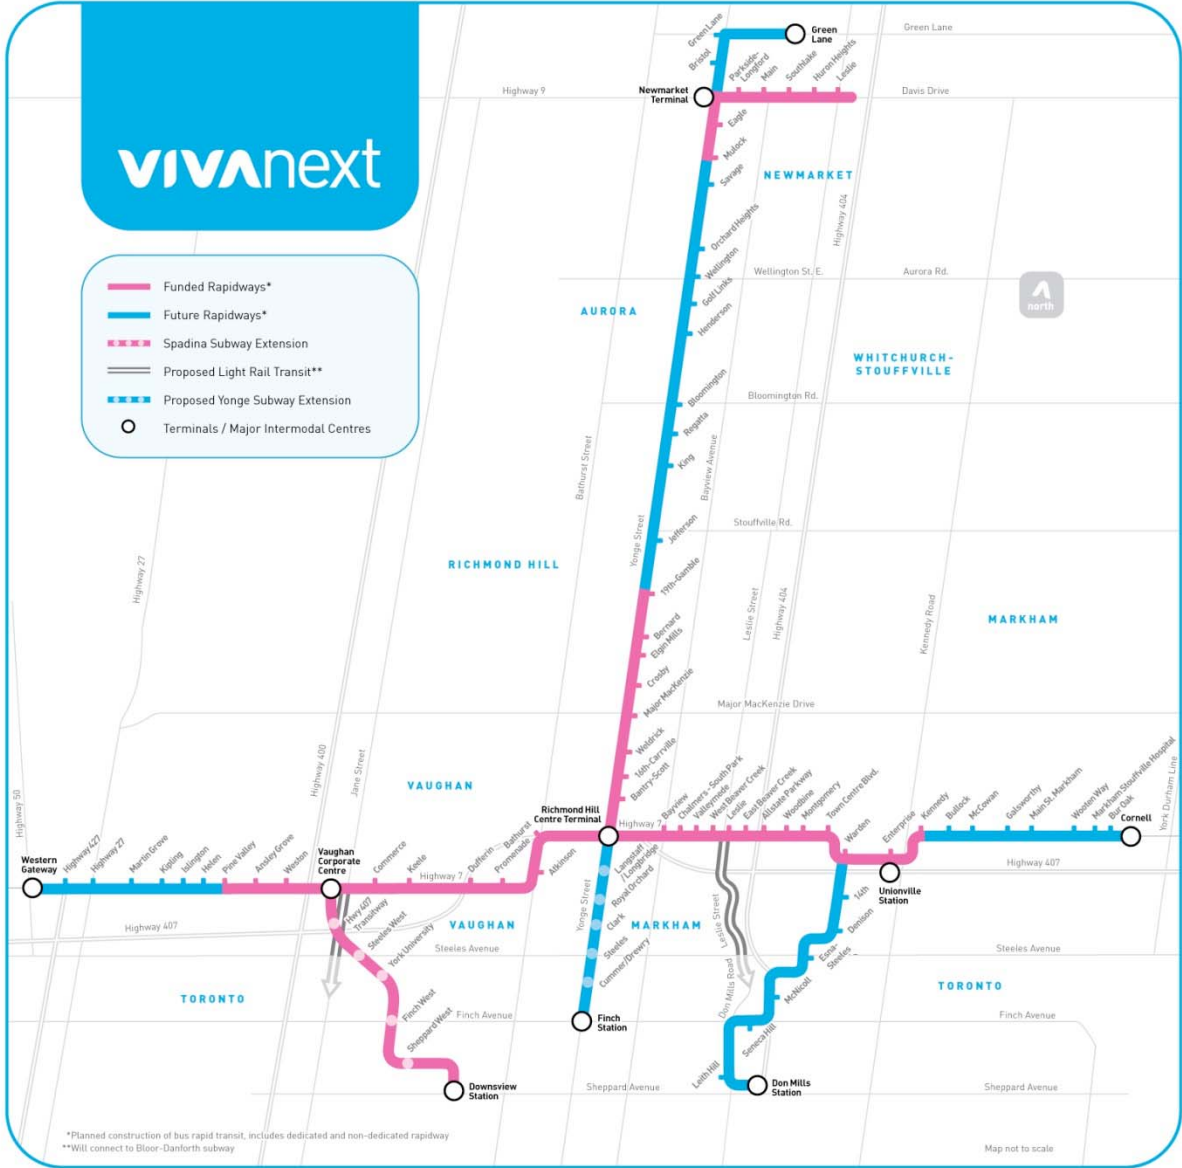 vivanext
Funded Rapidways*
Future Rapidways*
Spadina Subway Extension
Proposed Light Rail Transit**
Proposed Yonge Subway Extension
Terminals / Major Intermodal Centres
Green Lane
Green Lane
Green
Lane
Bristol
Newmarket
Terminal
Parkside-
Longford
Main
Southlake
Huron Heights
Leslie
Highway 9
Davis Drive
Eagle
Mulock
Savage
NEWMARKET
Highway 404
Orchard Heights
Wellington
Golf Links
Henderson
Wellington St. E.
Aurora Rd.
north
AURORA
WHITCHURCH-
STOUFFVILLE
Bloomington
Regatta
King
Bloomington Rd.
Bathurst Street
Bayview Avenue
Yonge Street
Jefferson
Stouffville Rd.
19th-Gamble
RICHMOND HILL
Highway 27
Leslie Street
Highway 404
Kennedy Road
MARKHAM
Bernard
Elgin Mills
Crosby
Major MacKenzie
Major MacKenzie Drive
Weldrick
16th-Carrville
Bantry-Scott
VAUGHAN
Highway 50
Highway 400
Jane Street
York Durham Line
Richmond Hill
Centre Terminal
Highway 7
Bayview
Chalmers - South Park
Valleymede
West Beaver Creek
Leslie
East Beaver Creek
Allstate Parkway
Woodbine
Montgomery
Town Centre Blvd.
Warden
Enterprise
Kennedy
Bullock
McCowan
Galsworthy
Main St. Markham
Wooten Way
Markham Stouffville Hospital
Bur Oak
Cornell
Western
Gateway
Highway 427
Highway 27
Martin Grove
Kipling
Islington
Helen
Pine Valley
Ansley Grove
Weston
Vaughan
Corporate
Centre
Commerce
Keele
Highway 7
Dufferin
Promenade
Bathurst
Atkinson
Highway 407
Unionville
Station
Langstaff
/Longbridge
Royal Orchard
Clark
Steeles
Cummer/Drewry
Yonge Street
Finch
Station
Highway 407
Hwy 407
Transitway
Steeles West
York University
Finch West
Sheppard West
Downsview
Station
VAUGHAN
MARKHAM
Steeles Avenue
Steeles Avenue
Leslie Street
Don Mills Road
14th
Denison
Esna-
Steeles
McNicoll
Seneca Hill
Leith Hill
Don Mills
Station
TORONTO
TORONTO
Finch Avenue
Finch Avenue
Sheppard Avenue
Sheppard Avenue
*Planned construction of bus rapid transit, includes dedicated and non-dedicated rapidway
**Will connect to Bloor-Danforth subway
Map not to scale